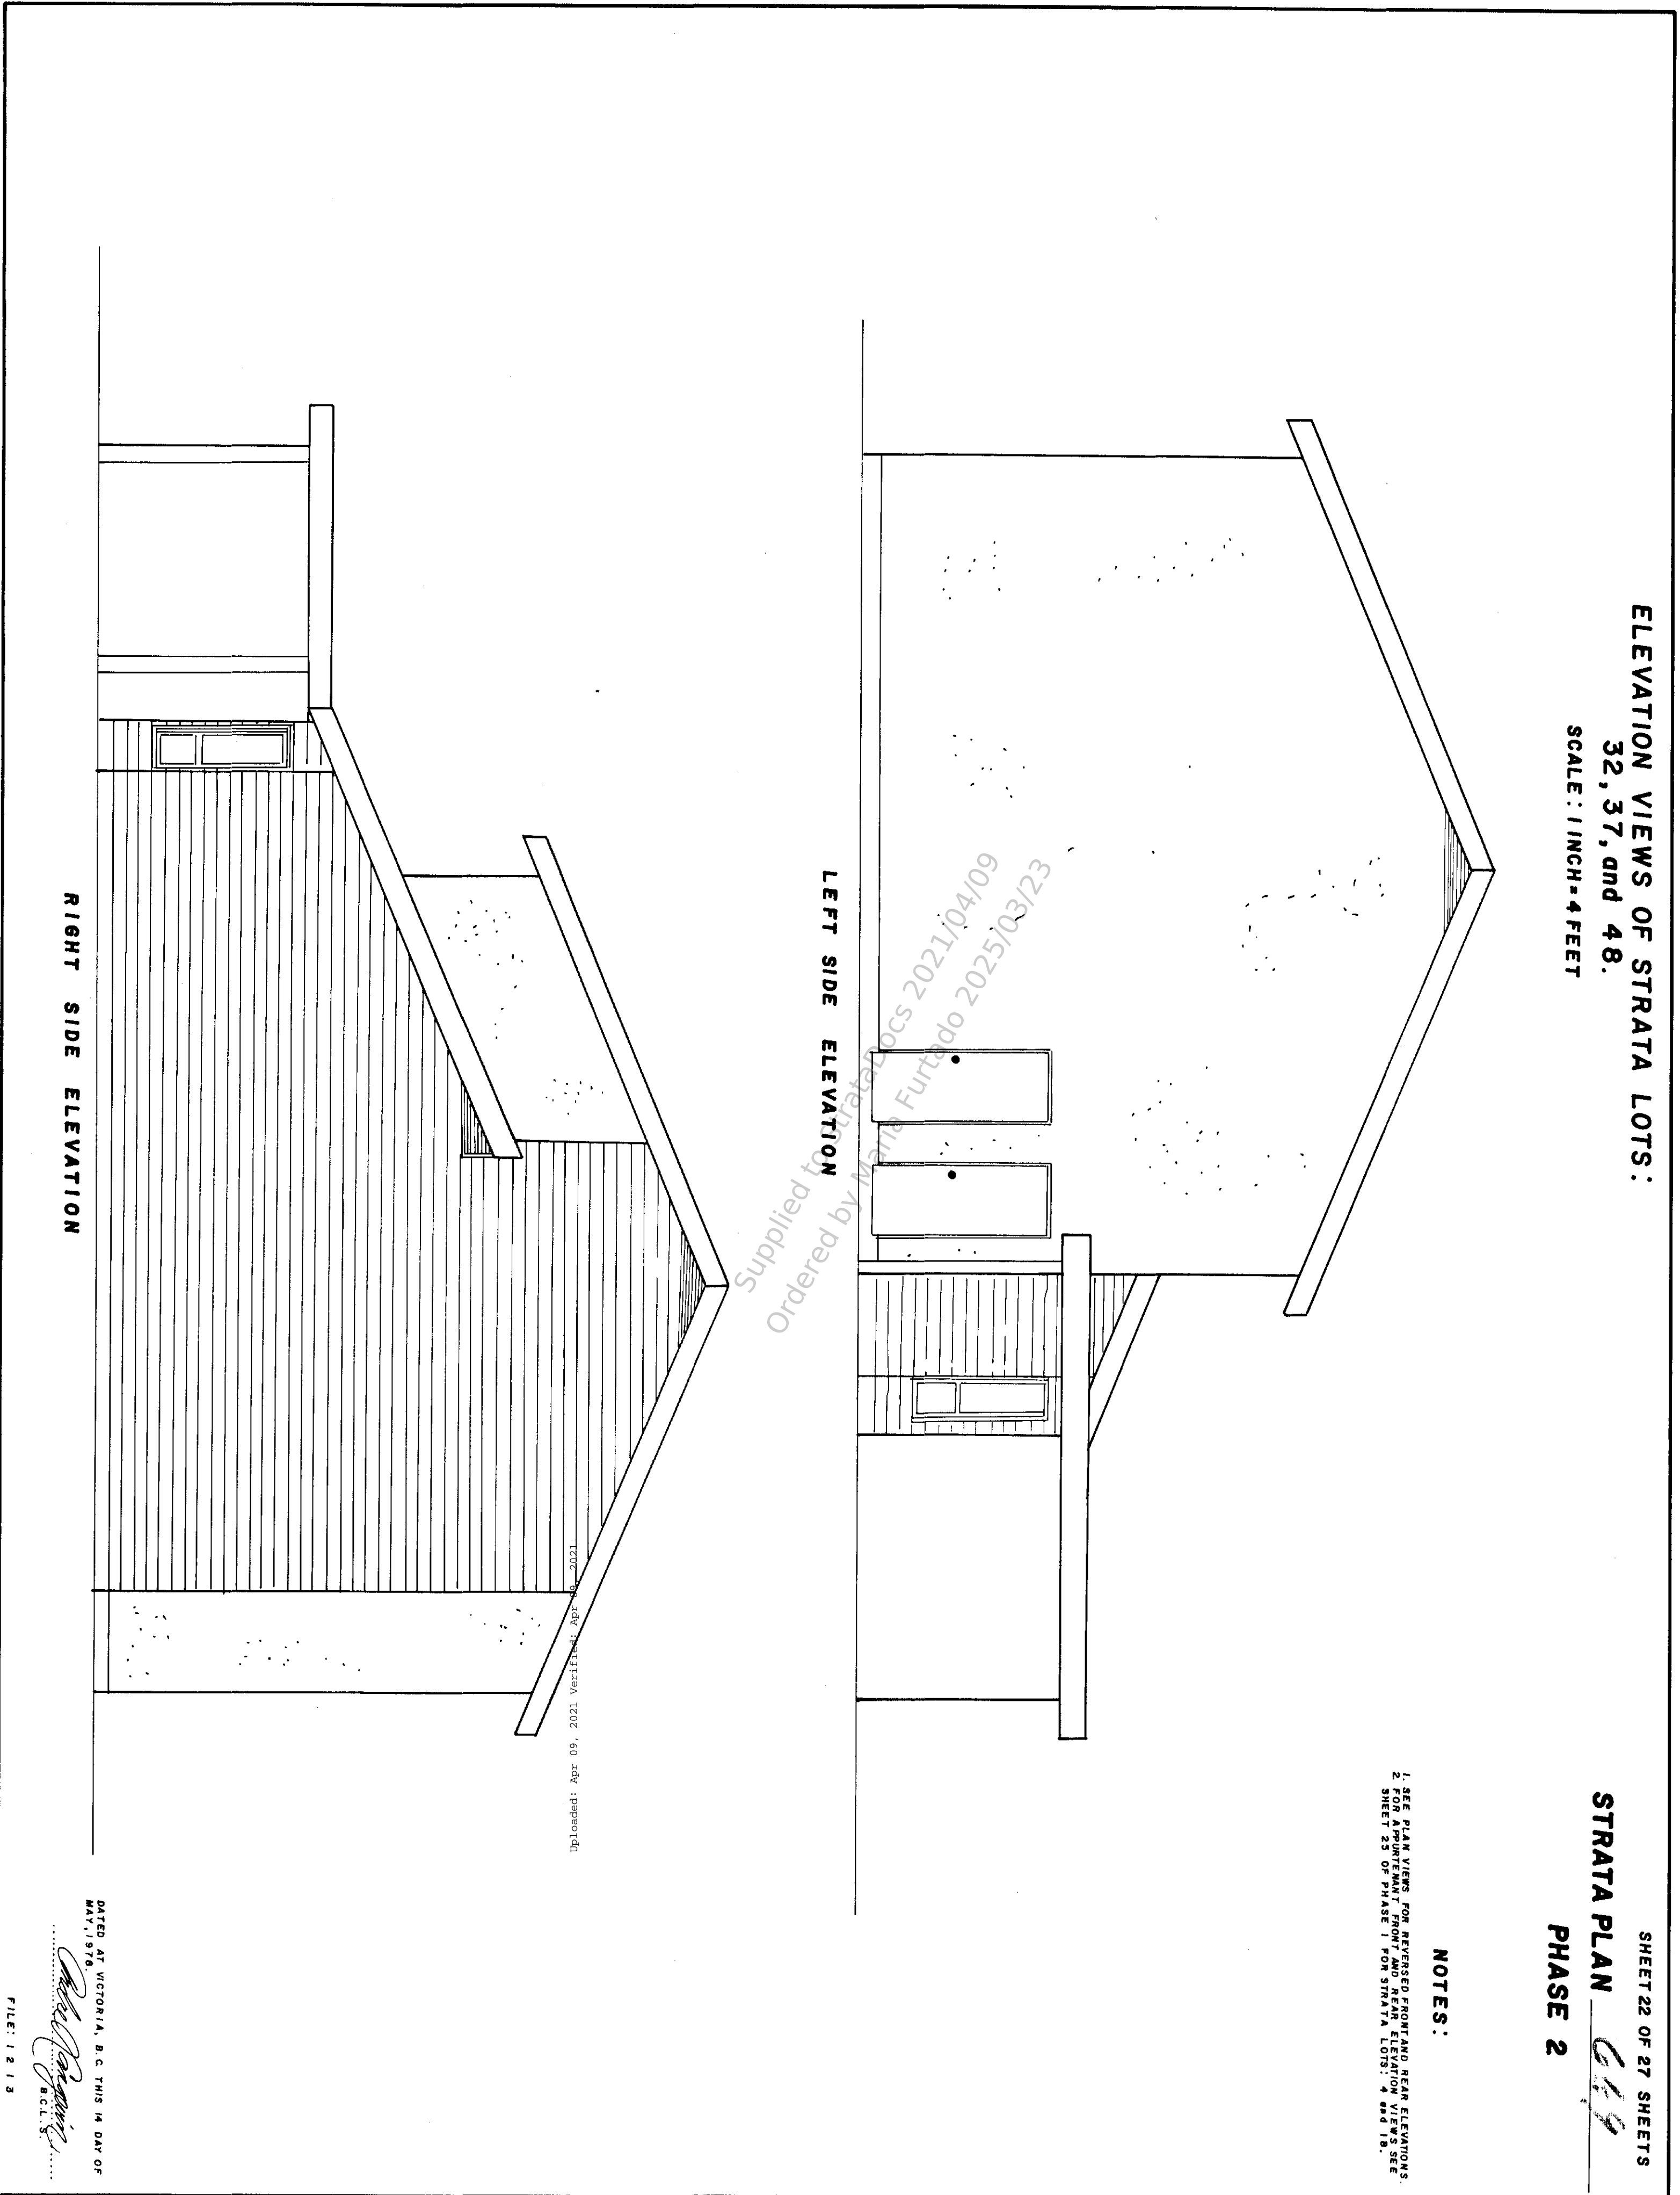 SHEET 22 OF 27 SHEETS
STRATA PLAN
PHASE 2
ELEVATION VIEWS OF STRATA LOTS:
32, 37, and 48.
SCALE: 1 INCH = 4 FEET
NOTES:
1. SEE PLAN VIEWS FOR REVERSED FRONT AND REAR ELEVATIONS.
2. FOR APPURTENANT FRONT AND REAR ELEVATION VIEWS SEE
SHEET 25 OF PHASE 1 FOR STRATA LOTS: 4 and 18.
LEFT SIDE ELEVATION
Supplied to StrataDocs 2021/04/09
Ordered by Maria Furtado 2025/03/23
Uploaded: Apr 09, 2021 Verified: Apr 09, 2021
RIGHT SIDE ELEVATION
DATED AT VICTORIA, B.C. THIS 14 DAY OF
MAY, 1978.
B.C.L.S.
FILE: 1213